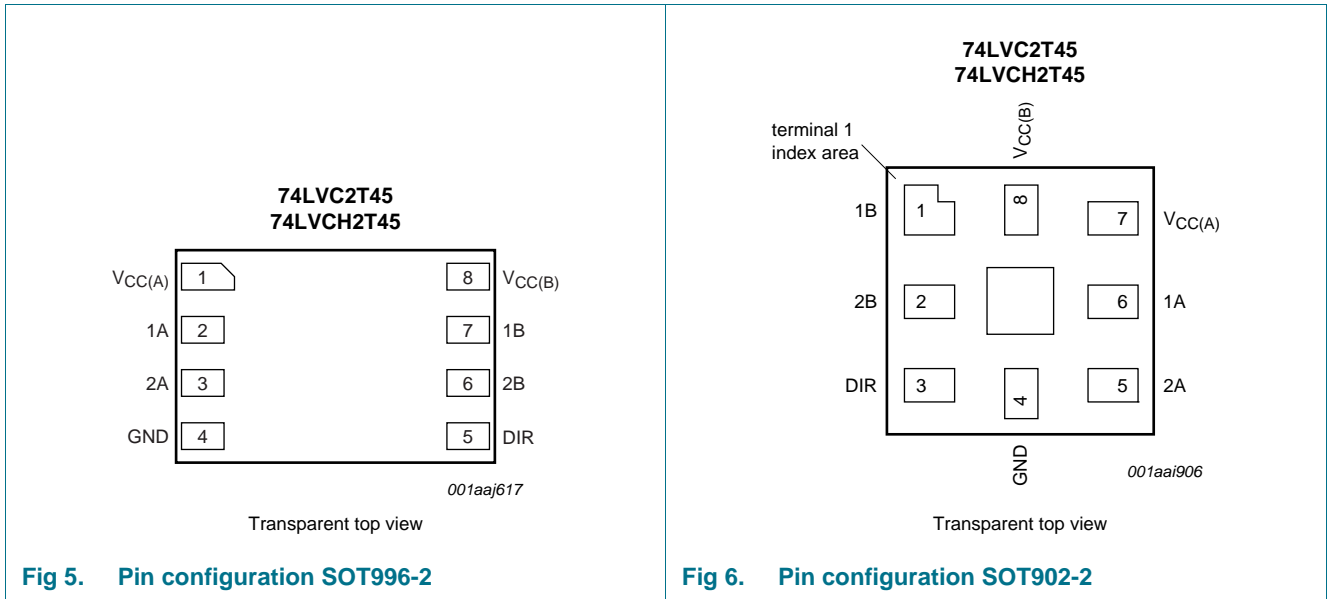 74LVC2T45
74LVCH2T45
VCC(A) 1 8 VCC(B)
1A 2 7 1B
2A 3 6 2B
GND 4 5 DIR
001aaj617
Transparent top view
Fig 5. Pin configuration SOT996-2
74LVC2T45
74LVCH2T45
VCC(B)
terminal 1
index area
1B 1 8 7 VCC(A)
2B 2 6 1A
DIR 3 4 5 2A
GND
001aai906
Transparent top view
Fig 6. Pin configuration SOT902-2